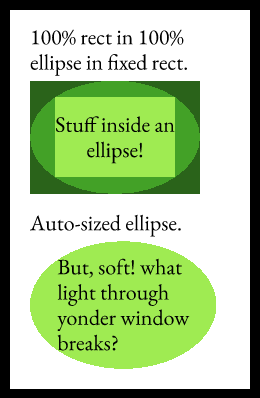 100% rect in 100%
ellipse in fixed rect.
Stuff inside an
ellipse!
Auto-sized ellipse.
But, soft! what
light through
yonder window
breaks?